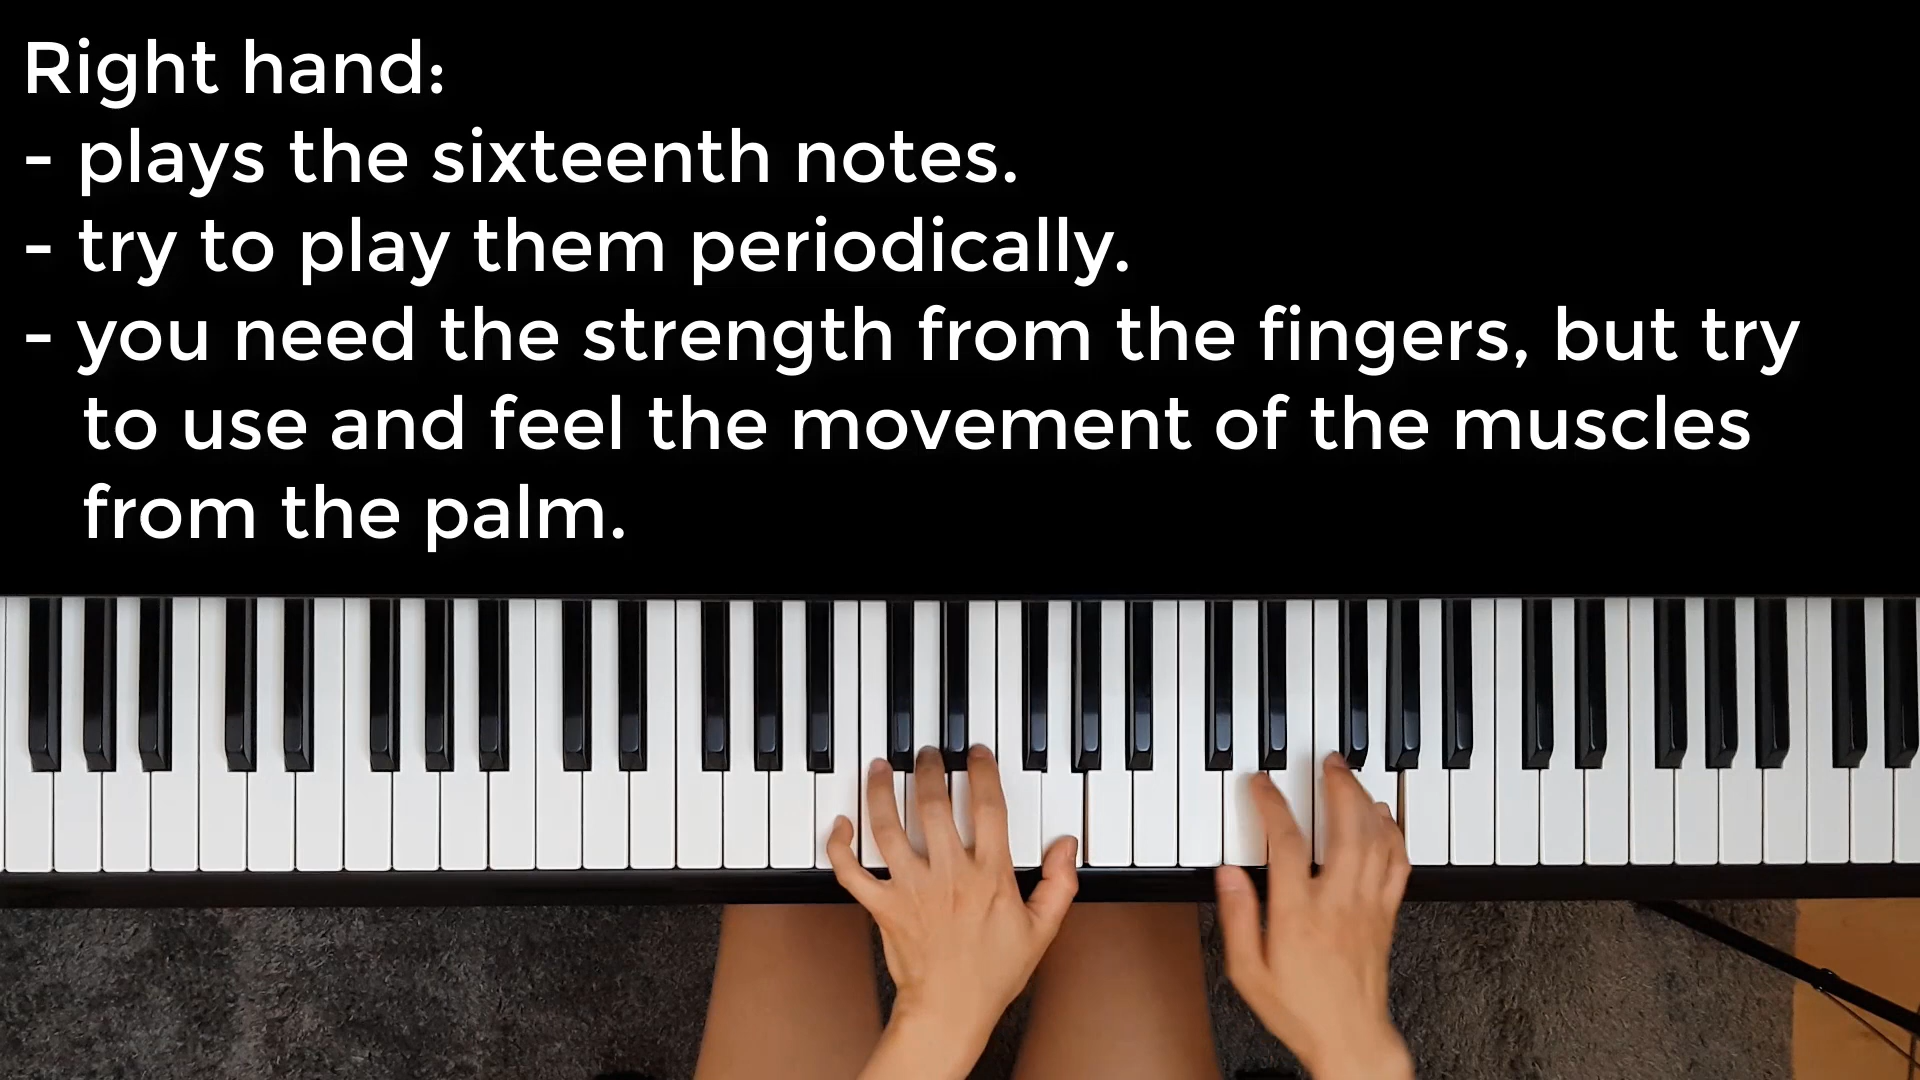 Right hand:
- plays the sixteenth notes.
- try to play them periodically.
- you need the strength from the fingers, but try
to use and feel the movement of the muscles
from the palm.